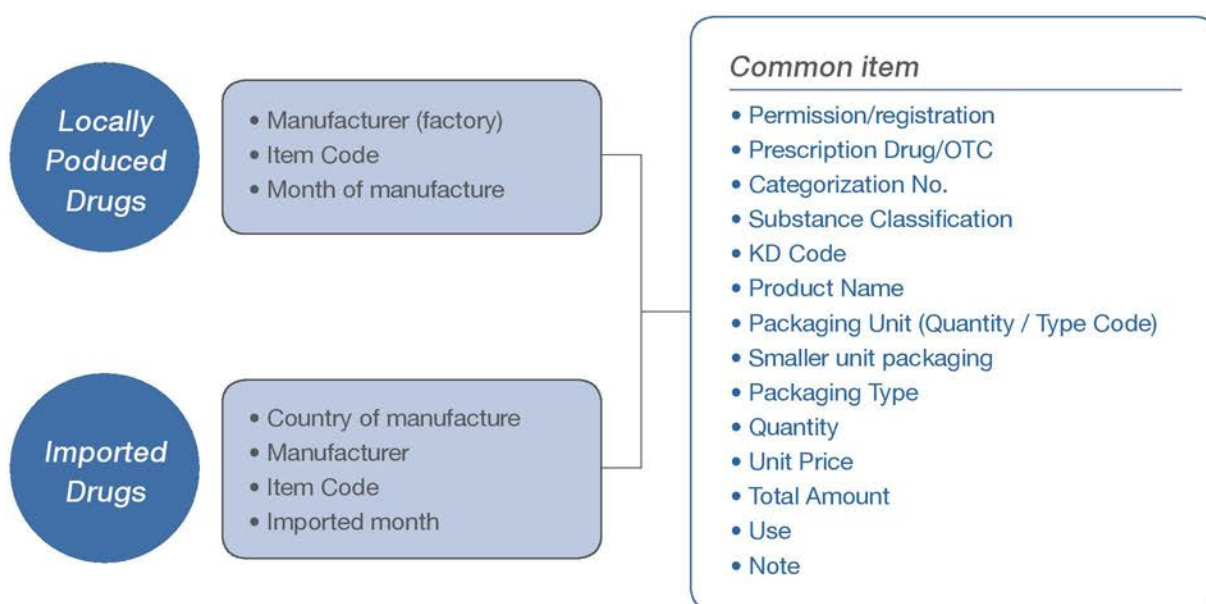 Locally
Poduced
Drugs
• Manufacturer (factory)
• Item Code
• Month of manufacture
Imported
Drugs
• Country of manufacture
• Manufacturer
• Item Code
• Imported month
Common item
• Permission/registration
• Prescription Drug/OTC
• Categorization No.
• Substance Classification
• KD Code
• Product Name
• Packaging Unit (Quantity / Type Code)
• Smaller unit packaging
• Packaging Type
• Quantity
• Unit Price
• Total Amount
• Use
• Note